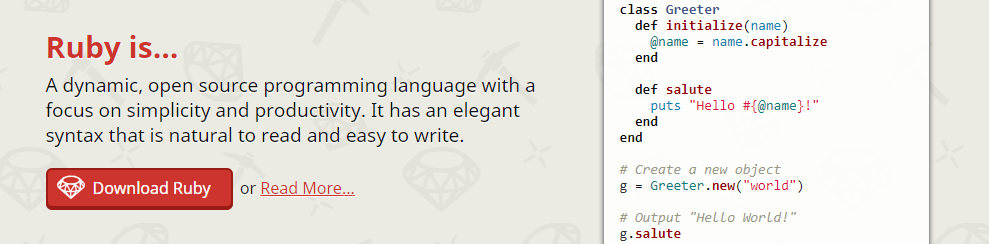 Ruby is...
A dynamic, open source programming language with a
focus on simplicity and productivity. It has an elegant
syntax that is natural to read and easy to write.
Download Ruby or Read More...
class Greeter
  def initialize(name)
    @name = name.capitalize
  end

  def salute
    puts "Hello #{@name}!"
  end
end

# Create a new object
g = Greeter.new("world")

# Output "Hello World!"
g.salute